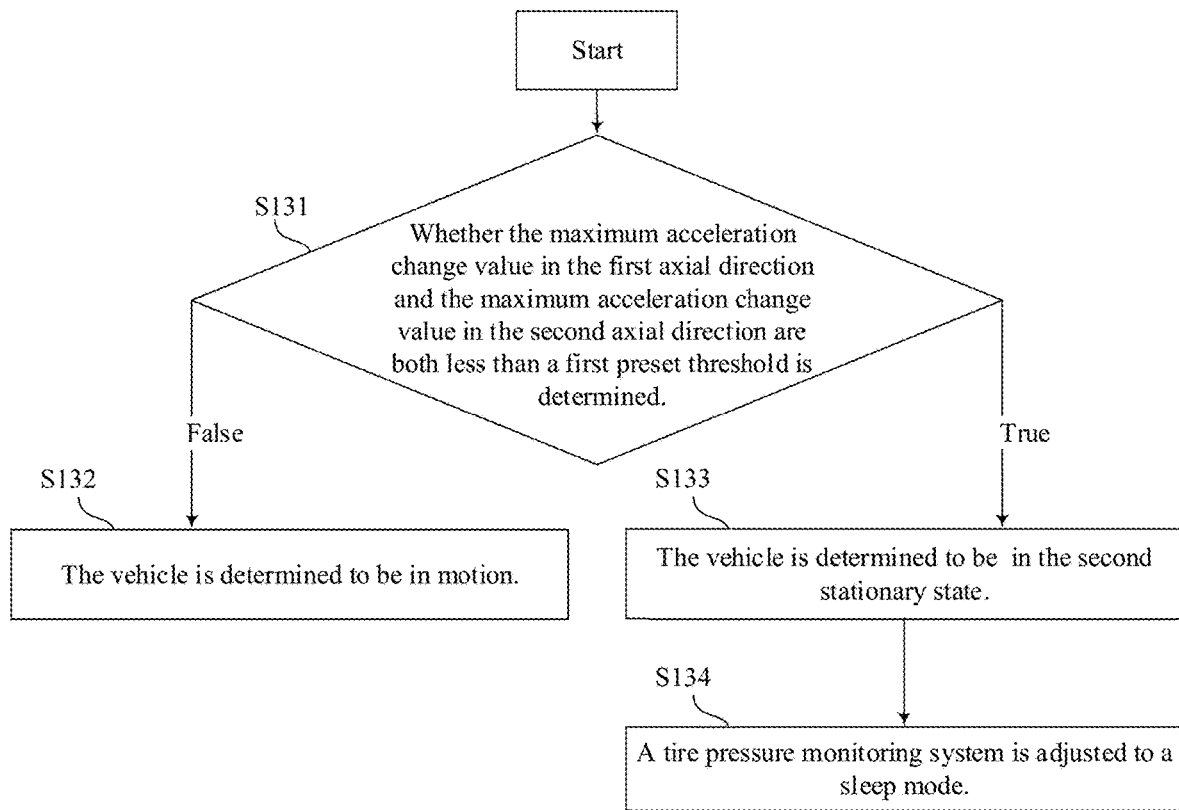 Start
S131
Whether the maximum acceleration
change value in the first axial direction
and the maximum acceleration change
value in the second axial direction are
both less than a first preset threshold is
determined.
False
True
S132
S133
The vehicle is determined to be in motion.
The vehicle is determined to be in the second
stationary state.
S134
A tire pressure monitoring system is adjusted to a
sleep mode.